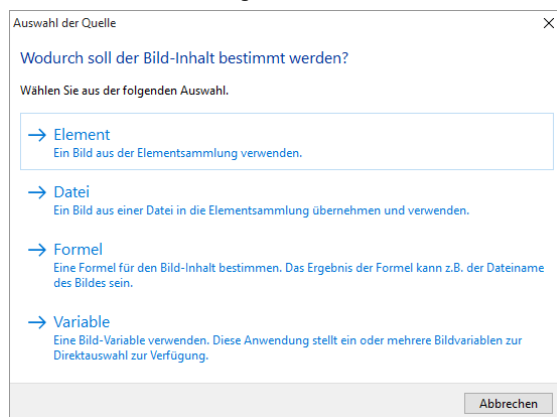 Auswahl der Quelle
Wodurch soll der Bild-Inhalt bestimmt werden?
Wählen Sie aus der folgenden Auswahl.
Element
Ein Bild aus der Elementsammlung verwenden.
Datei
Ein Bild aus einer Datei in die Elementsammlung übernehmen und verwenden.
Formel
Eine Formel für den Bild-Inhalt bestimmen. Das Ergebnis der Formel kann z.B. der Dateiname
des Bildes sein.
Variable
Eine Bild-Variable verwenden. Diese Anwendung stellt ein oder mehrere Bildvariablen zur
Direktauswahl zur Verfügung.
Abbrechen